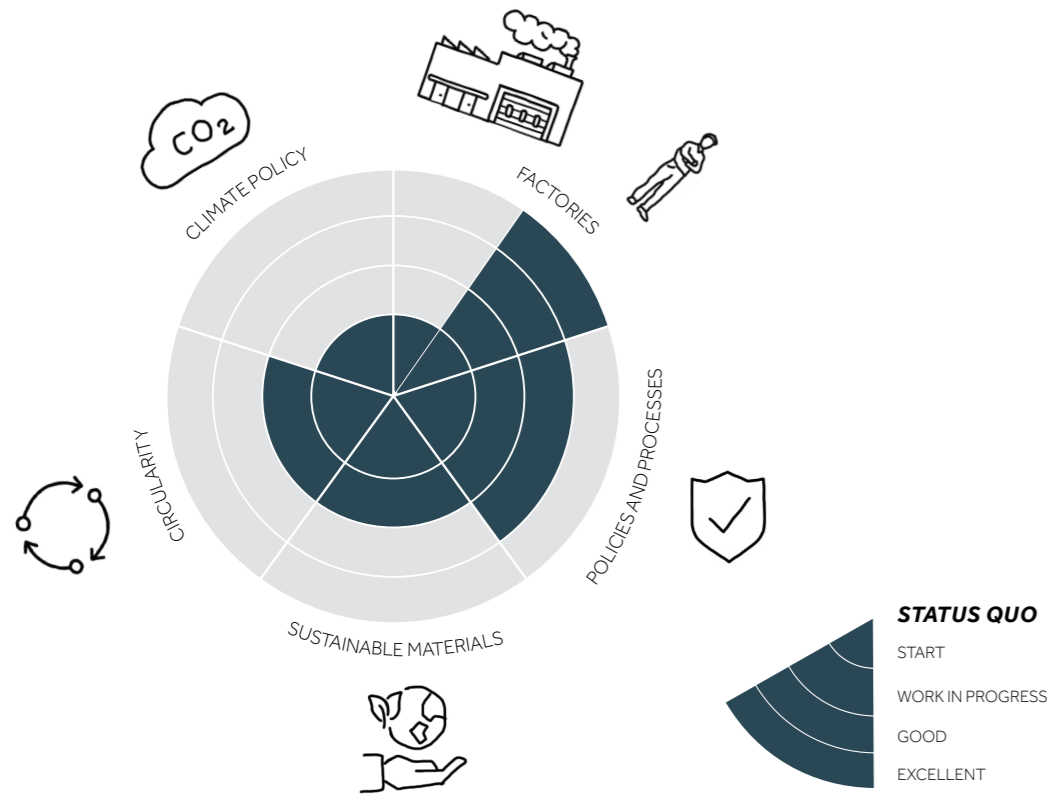 CO2
CLIMATE POLICY
FACTORIES
POLICIES AND PROCESSES
CIRCULARITY
SUSTAINABLE MATERIALS
STATUS QUO
START
WORK IN PROGRESS
GOOD
EXCELLENT